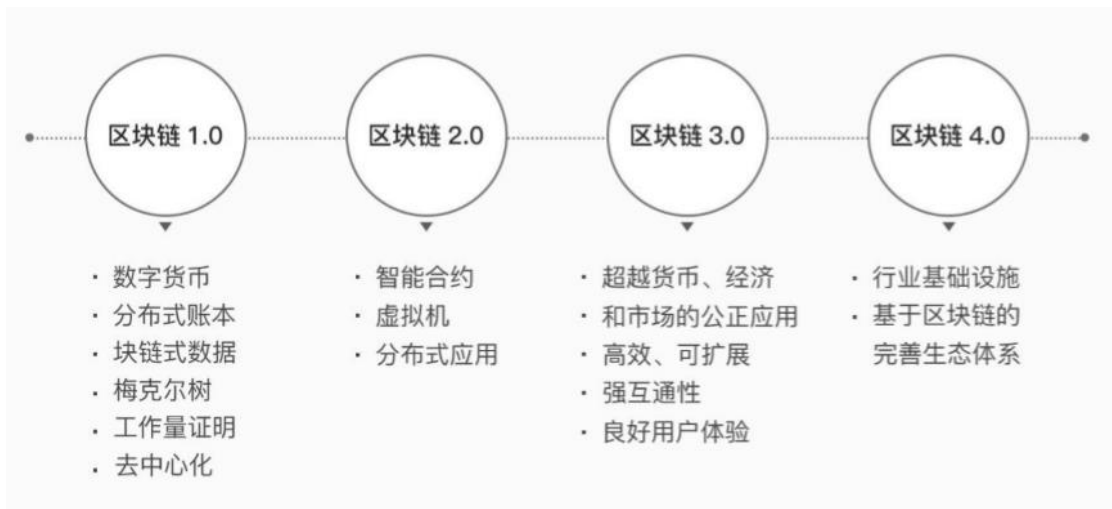 区块链 1.0
区块链 2.0
区块链 3.0
区块链 4.0
· 数字货币
· 分布式账本
· 块链式数据
· 梅克尔树
· 工作量证明
· 去中心化
· 智能合约
· 虚拟机
· 分布式应用
· 超越货币、经济
· 和市场的公正应用
· 高效、可扩展
· 强互通性
· 良好用户体验
· 行业基础设施
· 基于区块链的
完善生态体系